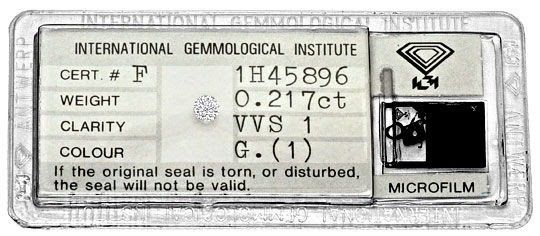 INTERNATIONAL GEMMOLOGICAL INSTITUTE
ANTWERP
INTERNATIONAL GEMMOLOGICAL INSTITUTE
CERT. # F 1H45896
WEIGHT 0.217ct
CLARITY VVS 1
COLOUR G.(1)
If the original seal is torn, or disturbed,
the seal will not be valid.
MICROFILM